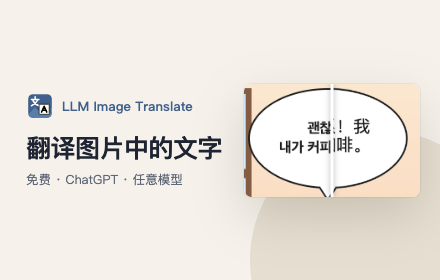 LLM Image Translate
翻译图片中的文字
免费 · ChatGPT · 任意模型
괜찮！我
내가 커피啡。